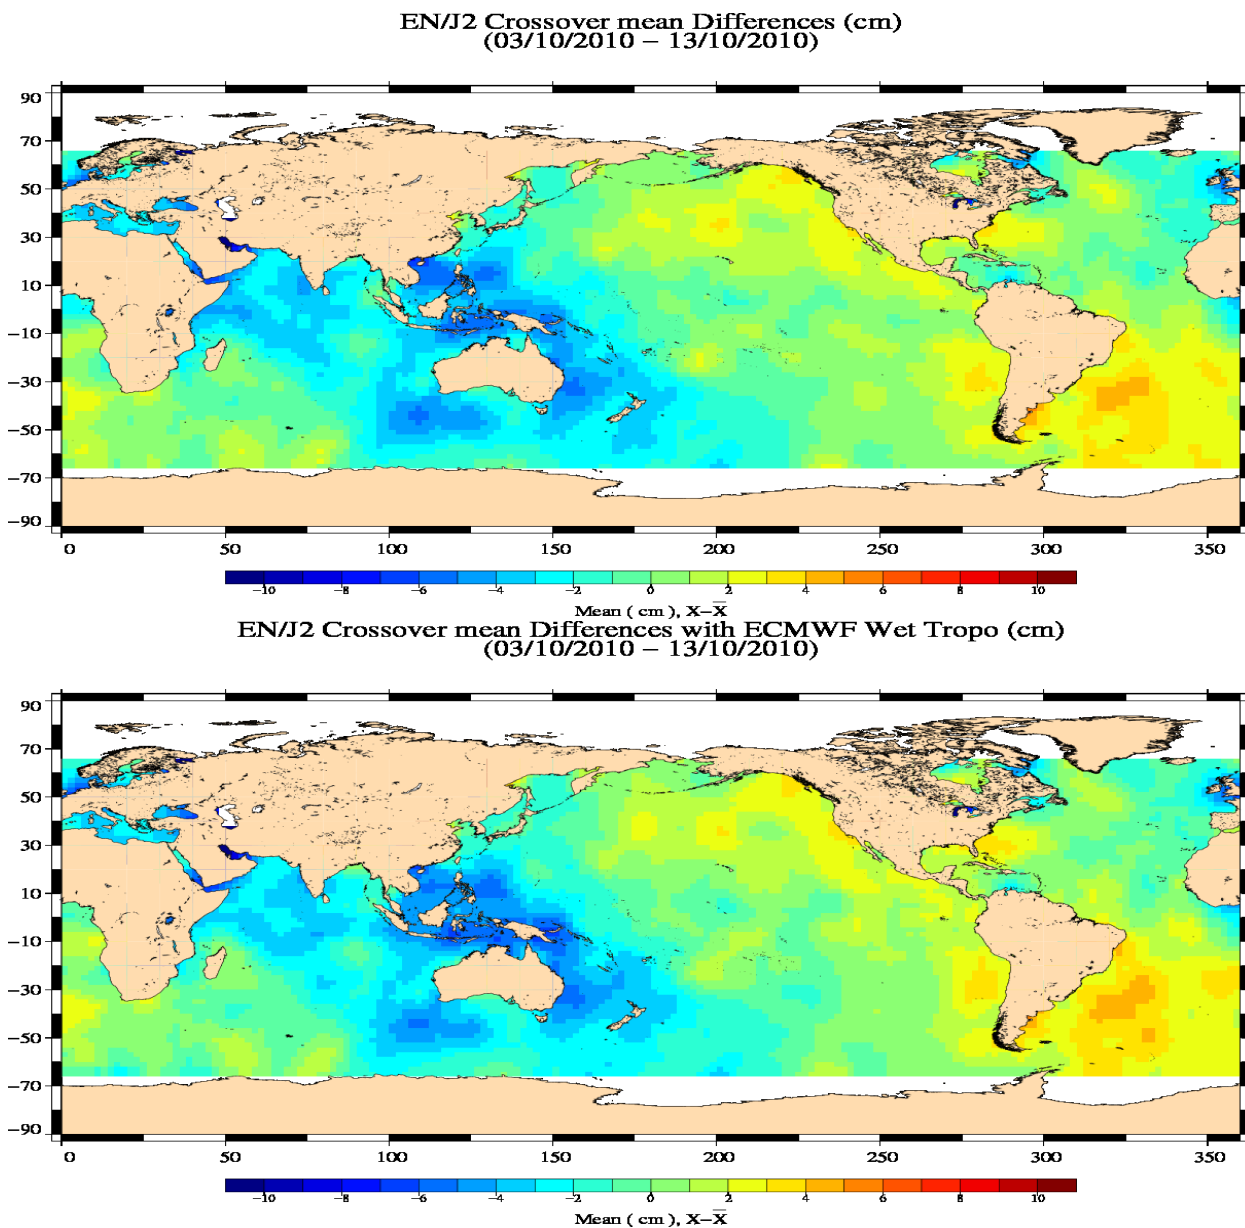 EN/J2 Crossover mean Differences (cm)
(03/10/2010 − 13/10/2010)
90
70
50
30
10
−10
−30
−50
−70
−90
0 50 100 150 200 250 300 350
−10 −8 −6 −4 −2 0 2 4 6 8 10
Mean ( cm ), X−X̅
EN/J2 Crossover mean Differences with ECMWF Wet Tropo (cm)
(03/10/2010 − 13/10/2010)
90
70
50
30
10
−10
−30
−50
−70
−90
0 50 100 150 200 250 300 350
−10 −8 −6 −4 −2 0 2 4 6 8 10
Mean ( cm ), X−X̅